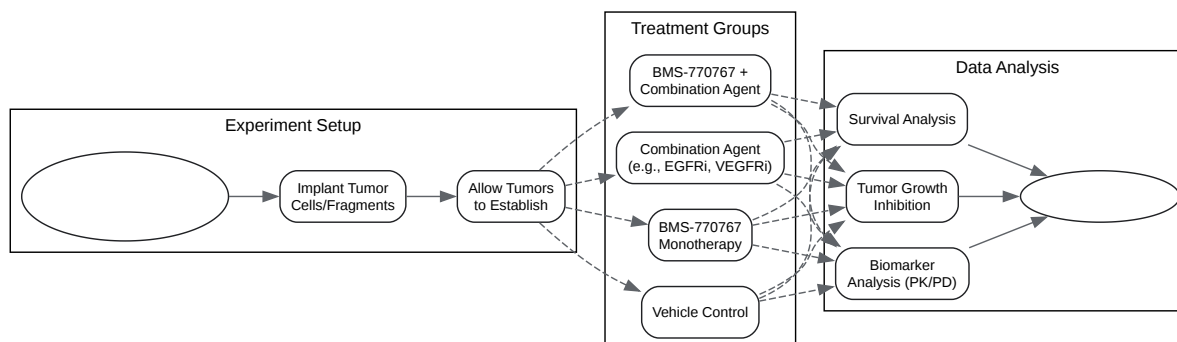 Experiment Setup
Implant Tumor
Cells/Fragments
Allow Tumors
to Establish
Treatment Groups
BMS-770767 +
Combination Agent
Combination Agent
(e.g., EGFRi, VEGFRi)
BMS-770767
Monotherapy
Vehicle Control
Data Analysis
Survival Analysis
Tumor Growth
Inhibition
Biomarker
Analysis (PK/PD)